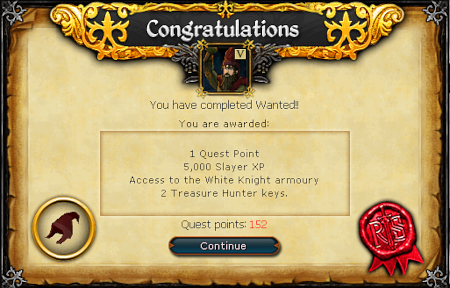 Congratulations
V
You have completed Wanted!!
You are awarded:
1 Quest Point
5,000 Slayer XP
Access to the White Knight armoury
2 Treasure Hunter keys.
Quest points: 152
Continue
RS